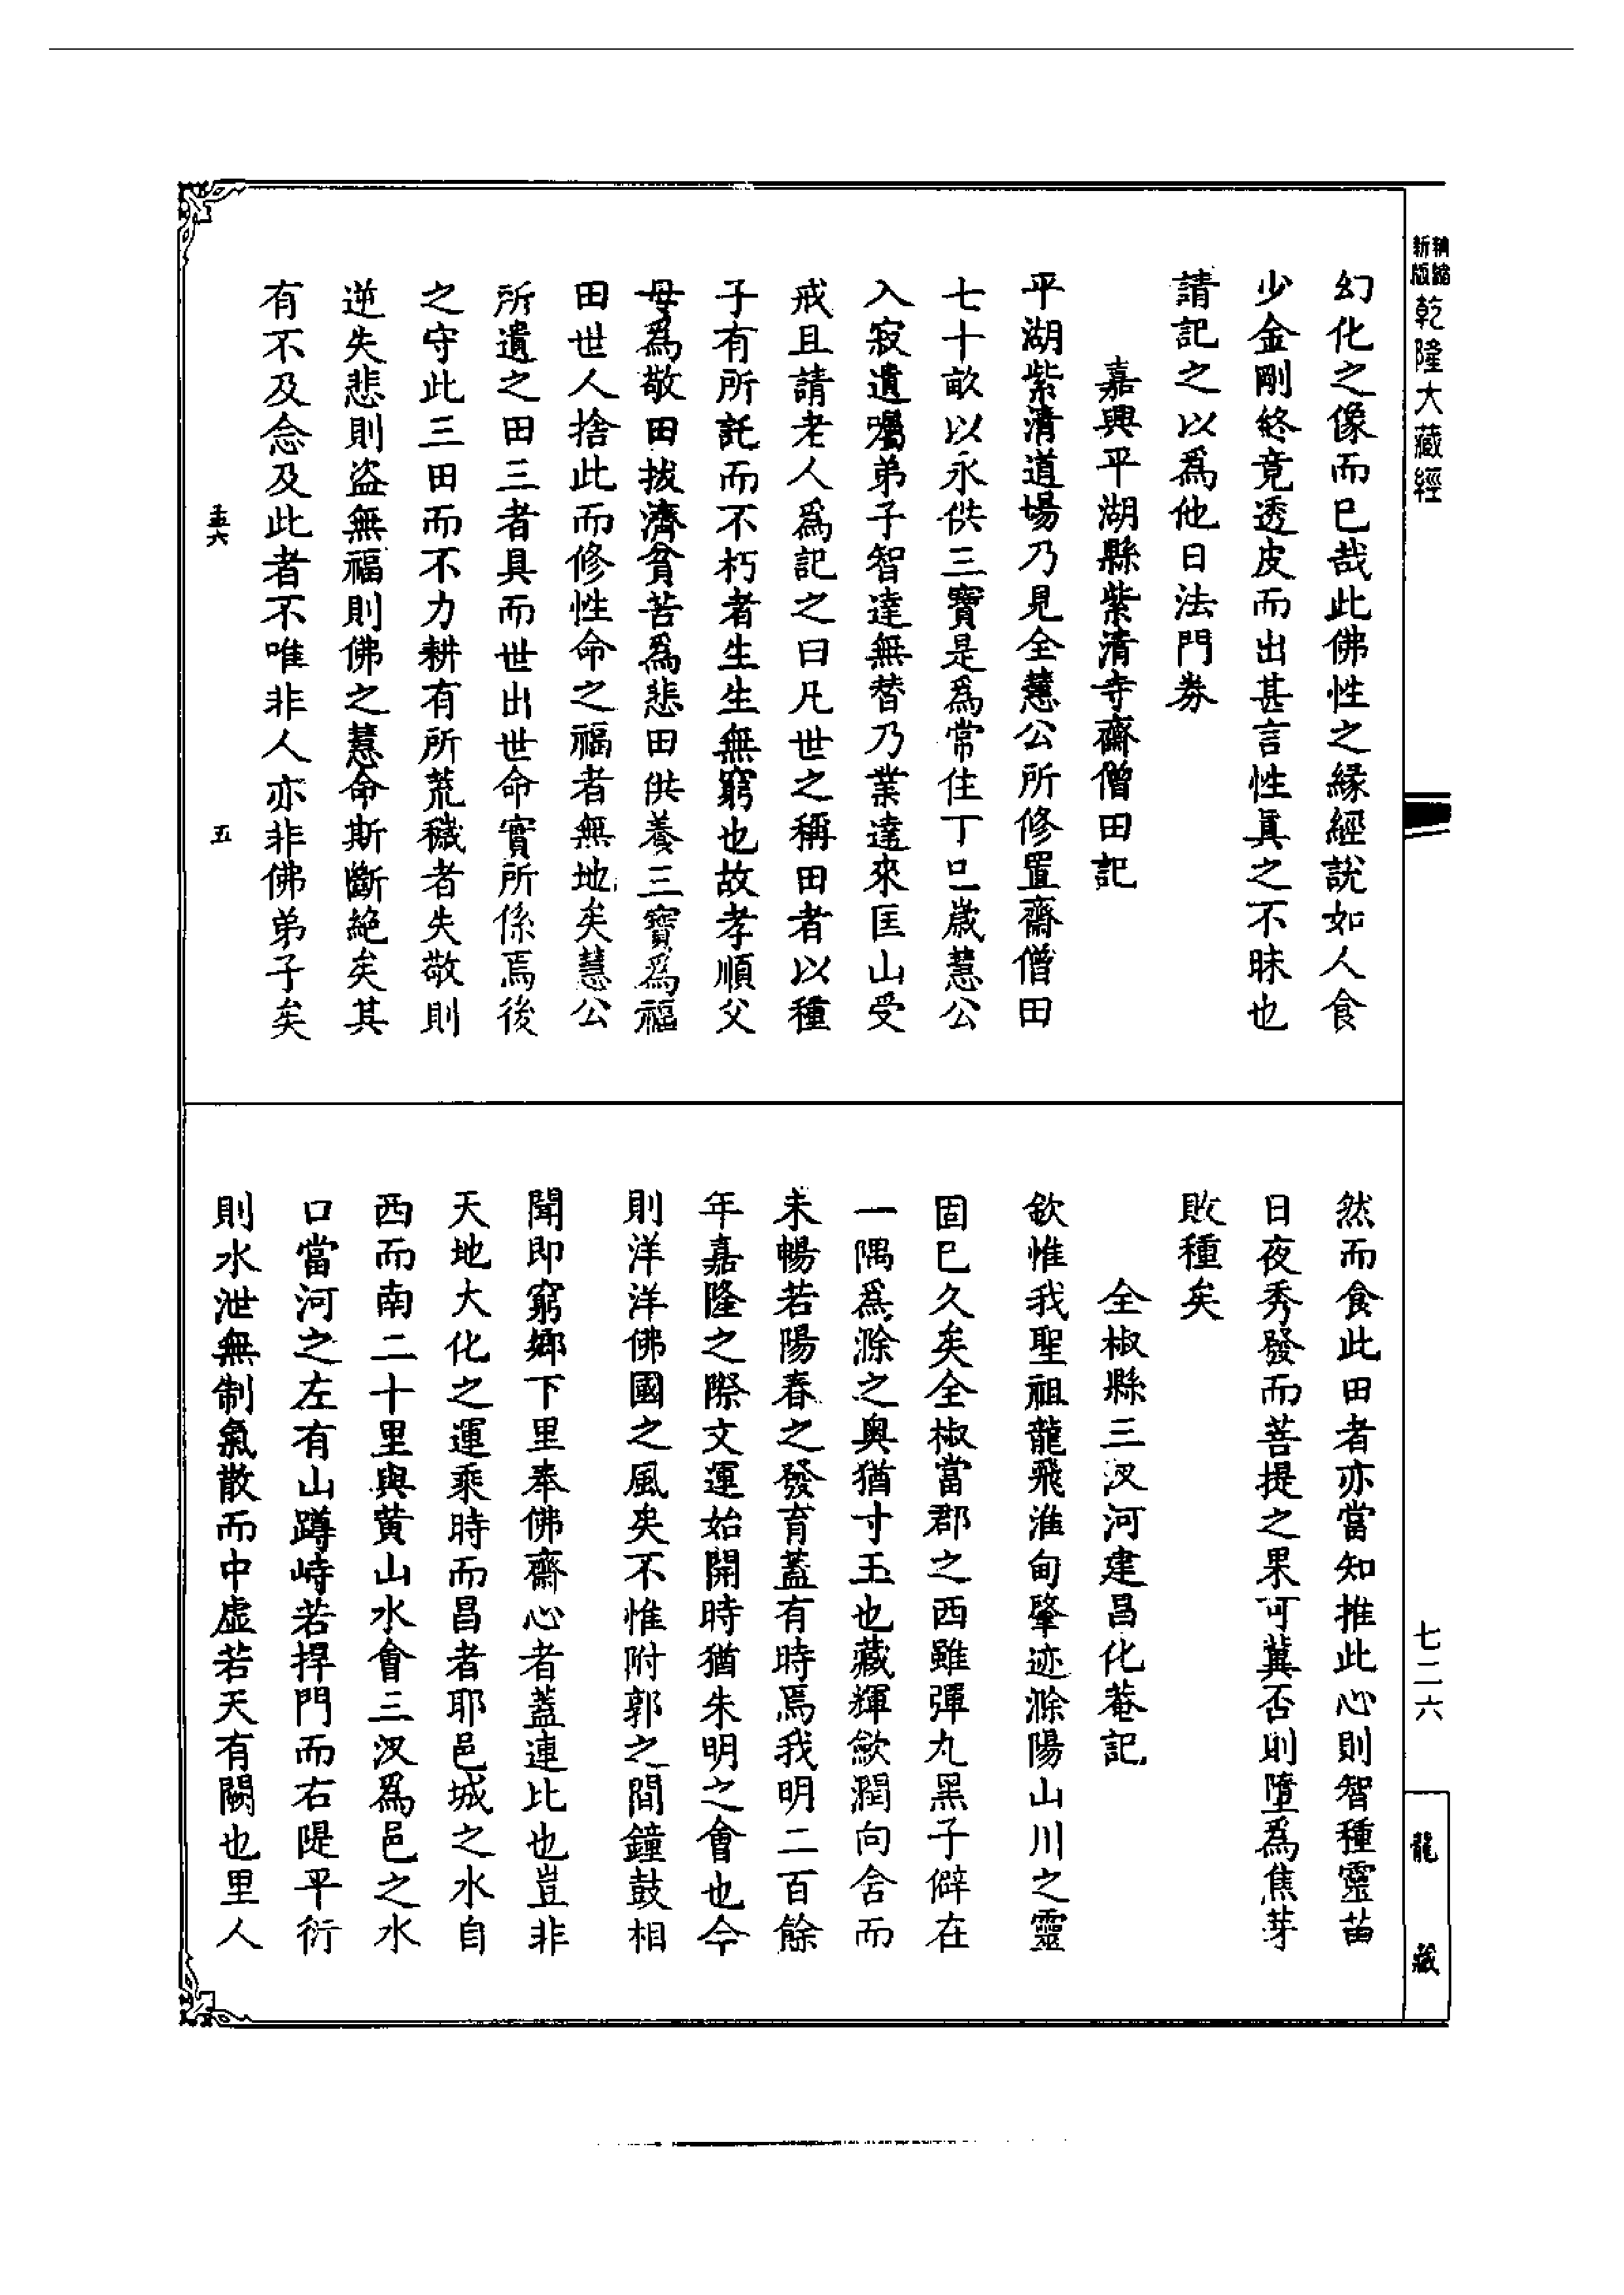 新版精縮
乾隆大藏經
幻化之像而已哉此佛性之緣經說如人食
少金剛終竟透皮而出甚言性真之不昧也
請記之以為他日法門券
嘉興平湖縣紫清寺齋僧田記
平湖紫清道場乃見全慧公所修置齋僧田
七十畝以永供三寶是為常住丁巳歲慧公
入寂遺囑弟子智達無替乃業達來匡山受
戒且請老人為記之曰凡世之稱田者以種
子有所託而不朽者生生無窮也故孝順父
母為敬田拔濟貧苦為悲田供養三寶為福
田世人捨此而修性命之福者無地矣慧公
所遺之田三者具而世出世命實所係焉後
之守此三田而不力耕有所荒穢者失敬則
逆失悲則盜無福則佛之慧命斯斷絕矣其
有不及念及此者不唯非人亦非佛弟子矣
五
然而食此田者亦當知推此心則智種靈苗
日夜秀發而菩提之果可冀否則墮為焦芽
敗種矣
全椒縣三汊河建昌化菴記
欽惟我聖祖龍飛淮甸肇迹滁陽山川之靈
固已久矣全椒當郡之西雖彈丸黑子僻在
一隅為滁之奧猶寸玉也藏輝斂潤向含而
未暢若陽春之發育蓋有時焉我明二百餘
年嘉隆之際文運始開時猶朱明之會也今
則洋洋佛國之風矣不惟附郭之間鐘鼓相
聞即窮鄉下里奉佛齋心者蓋連比也豈非
天地大化之運乘時而昌者耶邑城之水自
西而南二十里與黃山水會三汊為邑之水
口當河之左有山蹲峙若捍門而右隄平衍
則水泄無制氣散而中虛若天有闕也里人
七二六
龍藏